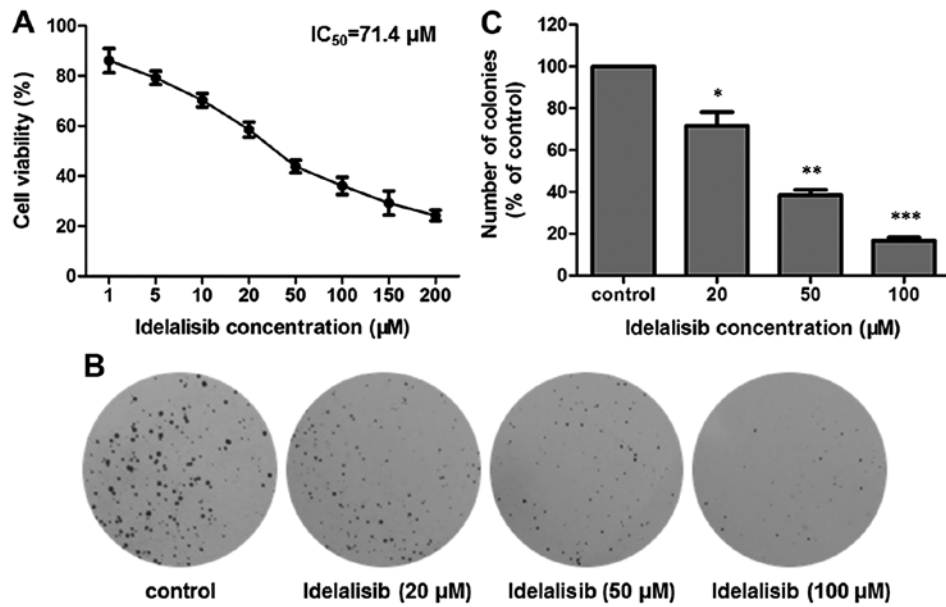 A
IC50=71.4 µM
Cell viability (%)
100
80
60
40
20
0
1 5 10 20 50 100 150 200
Idelalisib concentration (µM)
C
Number of colonies
(% of control)
120
100
80
60
40
20
0
*
**
***
control 20 50 100
Idelalisib concentration (µM)
B
control Idelalisib (20 µM) Idelalisib (50 µM) Idelalisib (100 µM)